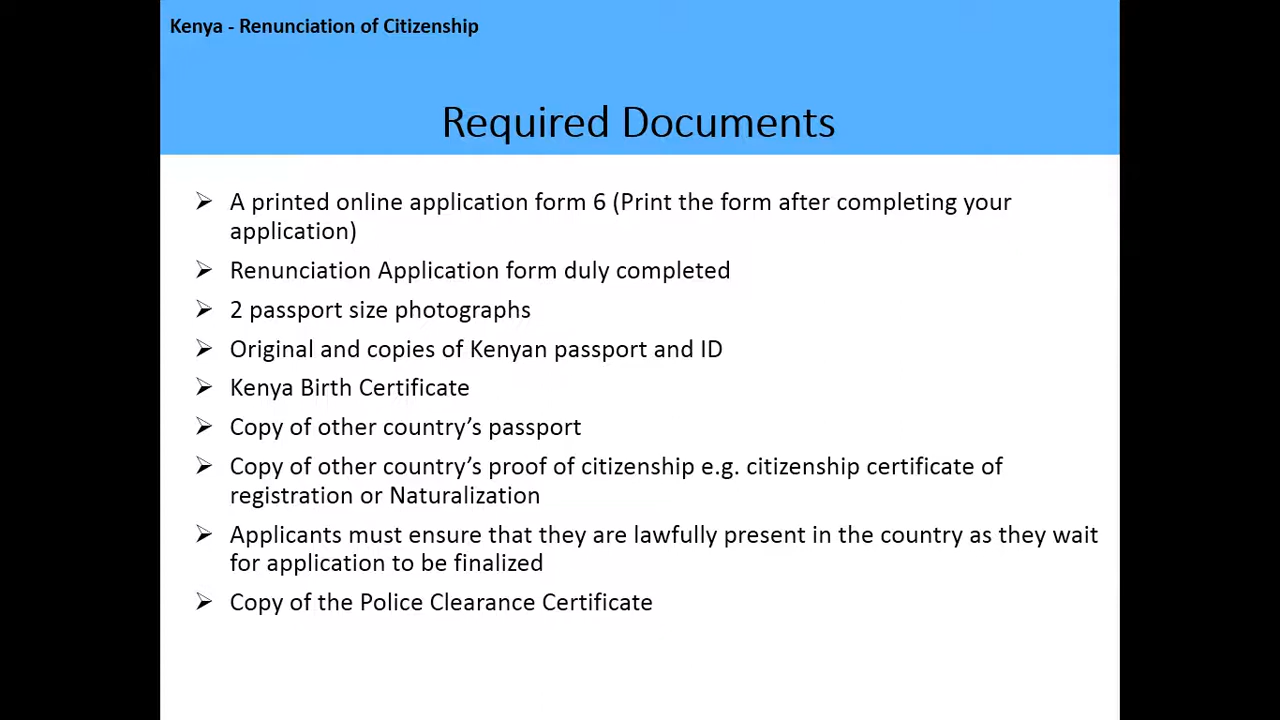 Kenya - Renunciation of Citizenship
Required Documents
➢ A printed online application form 6 (Print the form after completing your
application)
➢ Renunciation Application form duly completed
➢ 2 passport size photographs
➢ Original and copies of Kenyan passport and ID
➢ Kenya Birth Certificate
➢ Copy of other country’s passport
➢ Copy of other country’s proof of citizenship e.g. citizenship certificate of
registration or Naturalization
➢ Applicants must ensure that they are lawfully present in the country as they wait
for application to be finalized
➢ Copy of the Police Clearance Certificate